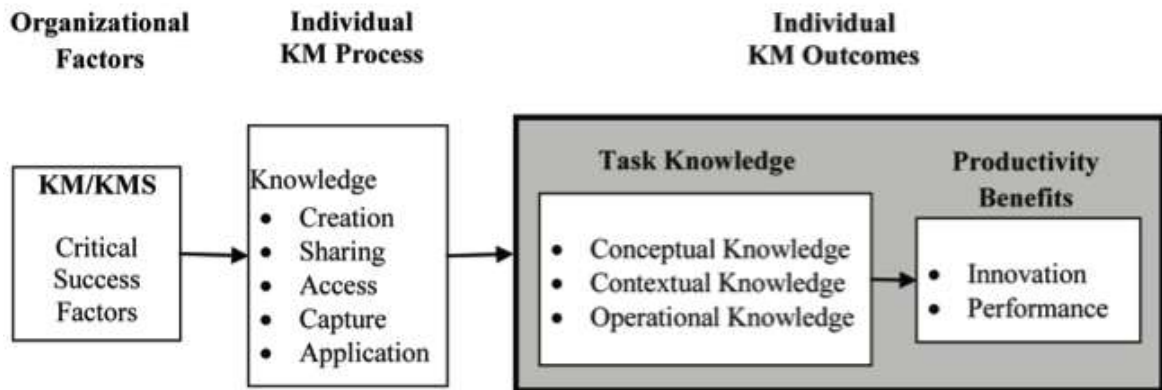 Organizational
Factors
Individual
KM Process
Individual
KM Outcomes
KM/KMS
Critical
Success
Factors
Knowledge
• Creation
• Sharing
• Access
• Capture
• Application
Task Knowledge
• Conceptual Knowledge
• Contextual Knowledge
• Operational Knowledge
Productivity
Benefits
• Innovation
• Performance